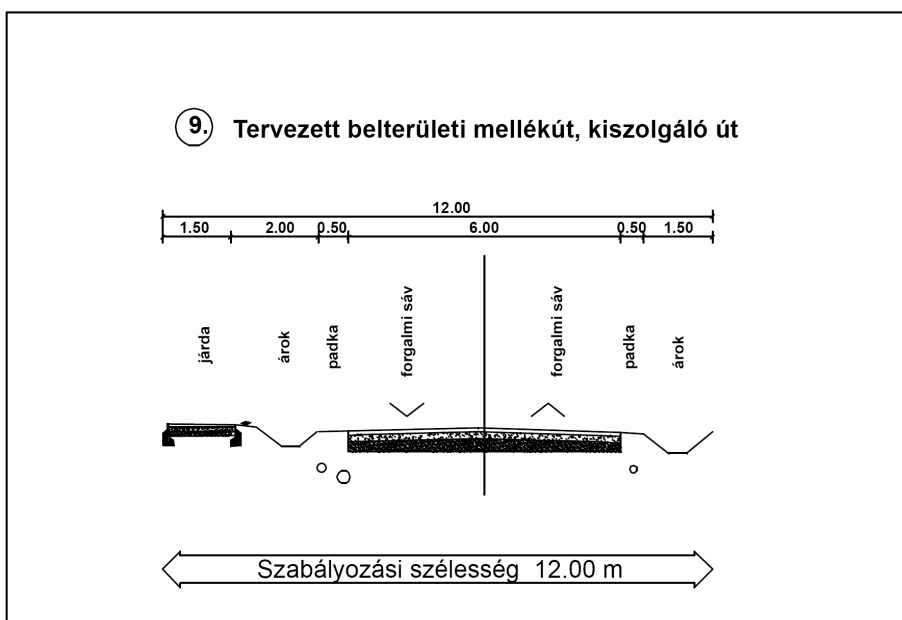 9. Tervezett belterületi mellékút, kiszolgáló út
12.00
1.50 2.00 0.50 6.00 0.50 1.50
járda árok padka forgalmi sáv forgalmi sáv padka árok
Szabályozási szélesség 12.00 m